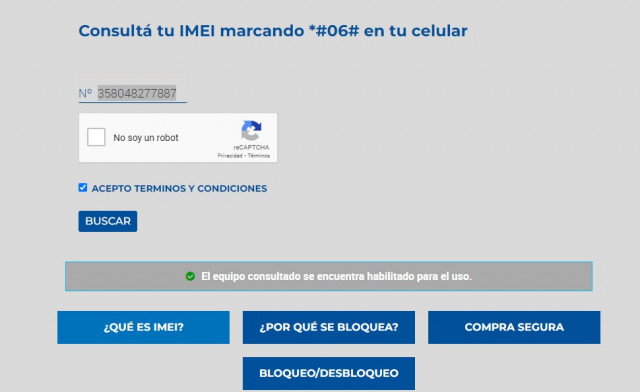 Consultá tu IMEI marcando *#06# en tu celular
Nº 358048277887
No soy un robot
reCAPTCHA
Privacidad - Términos
ACEPTO TERMINOS Y CONDICIONES
BUSCAR
El equipo consultado se encuentra habilitado para el uso.
¿QUÉ ES IMEI?
¿POR QUÉ SE BLOQUEA?
COMPRA SEGURA
BLOQUEO/DESBLOQUEO